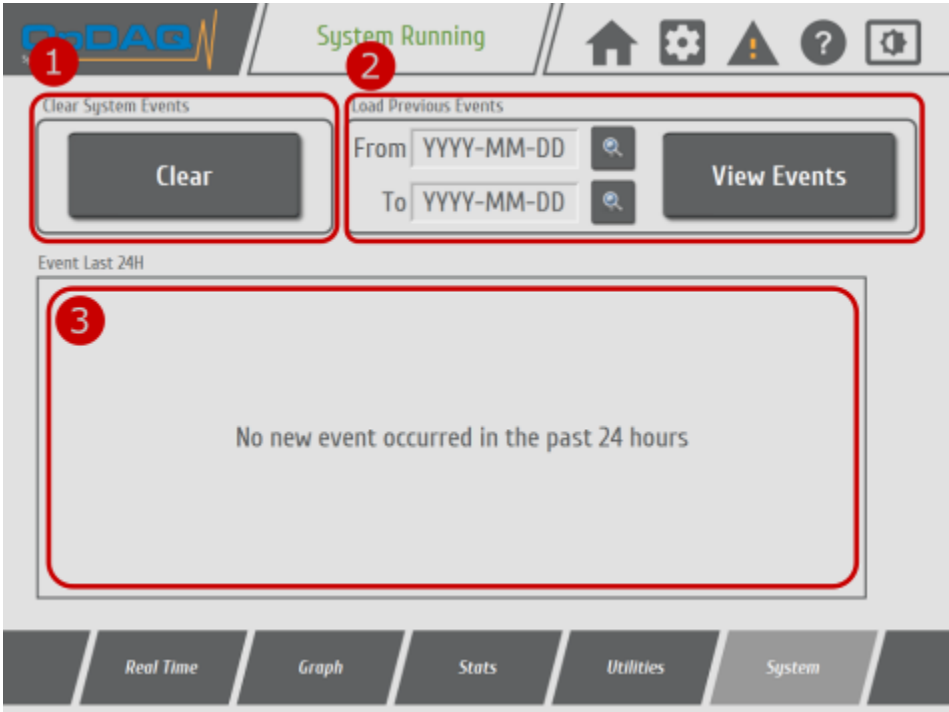 OpDAQ
System Running
?
1
2
Clear System Events
Clear
Load Previous Events
From YYYY-MM-DD
To YYYY-MM-DD
View Events
Event Last 24H
3
No new event occurred in the past 24 hours
Real Time
Graph
Stats
Utilities
System